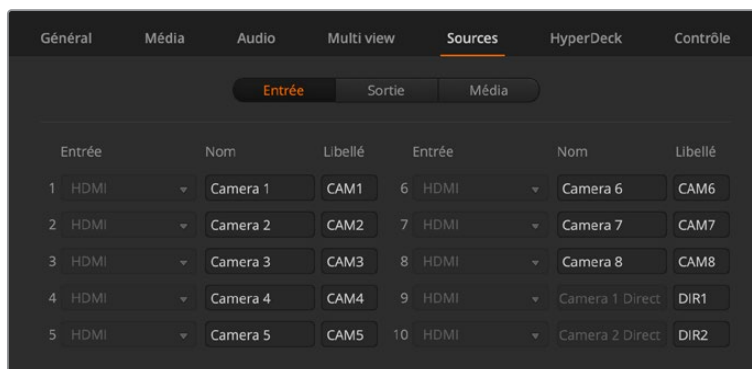 Général Média Audio Multi view Sources HyperDeck Contrôle
Entrée Sortie Média
Entrée Nom Libellé Entrée Nom Libellé
1 HDMI Camera 1 CAM1 6 HDMI Camera 6 CAM6
2 HDMI Camera 2 CAM2 7 HDMI Camera 7 CAM7
3 HDMI Camera 3 CAM3 8 HDMI Camera 8 CAM8
4 HDMI Camera 4 CAM4 9 HDMI Camera 1 Direct DIR1
5 HDMI Camera 5 CAM5 10 HDMI Camera 2 Direct DIR2